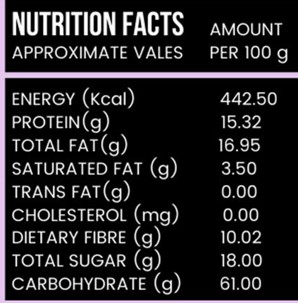 NUTRITION FACTS AMOUNT
APPROXIMATE VALES PER 100 g
ENERGY (Kcal) 442.50
PROTEIN(g) 15.32
TOTAL FAT(g) 16.95
SATURATED FAT (g) 3.50
TRANS FAT(g) 0.00
CHOLESTEROL (mg) 0.00
DIETARY FIBRE (g) 10.02
TOTAL SUGAR (g) 18.00
CARBOHYDRATE (g) 61.00